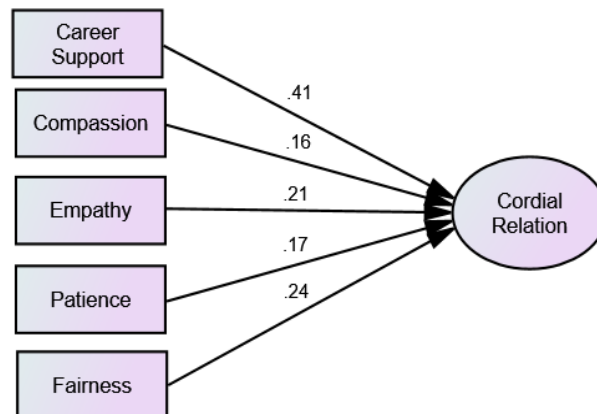 Career
Support
.41
Compassion
.16
Empathy
.21
Cordial
Relation
.17
Patience
.24
Fairness